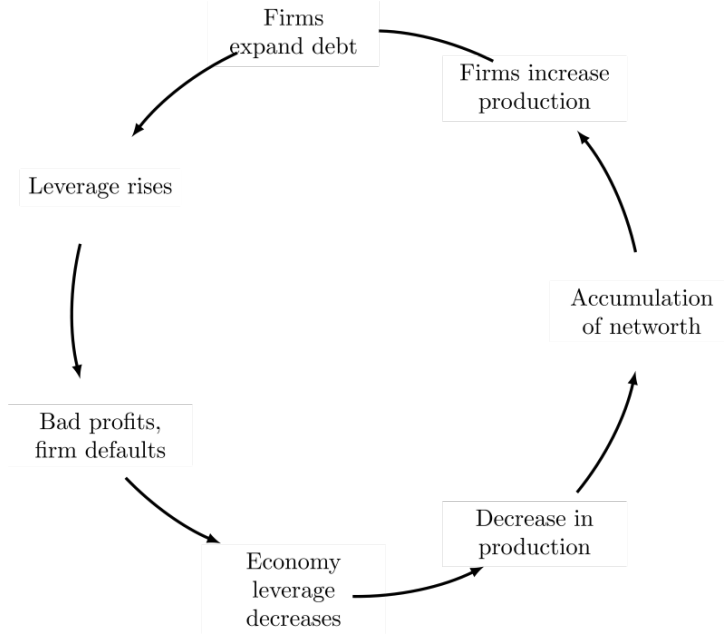 Firms
expand debt
Firms increase
production
Leverage rises
Accumulation
of networth
Bad profits,
firm defaults
Decrease in
production
Economy
leverage
decreases